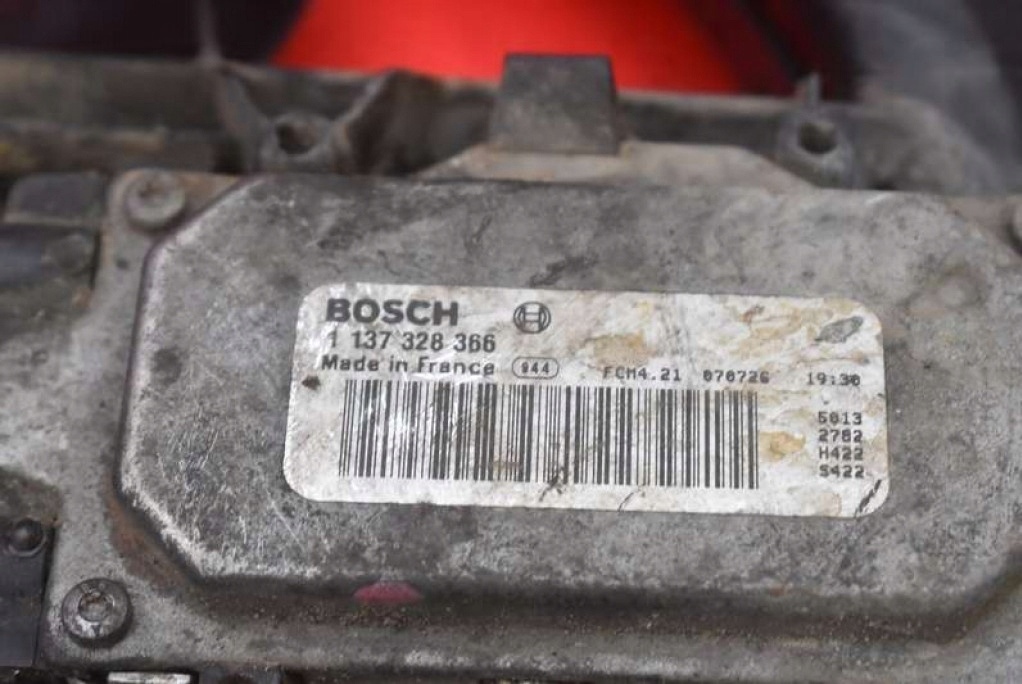 BOSCH
1 137 328 366
Made in France 944 FCM4.21 070726 19:30
5013
2782
H422
S422